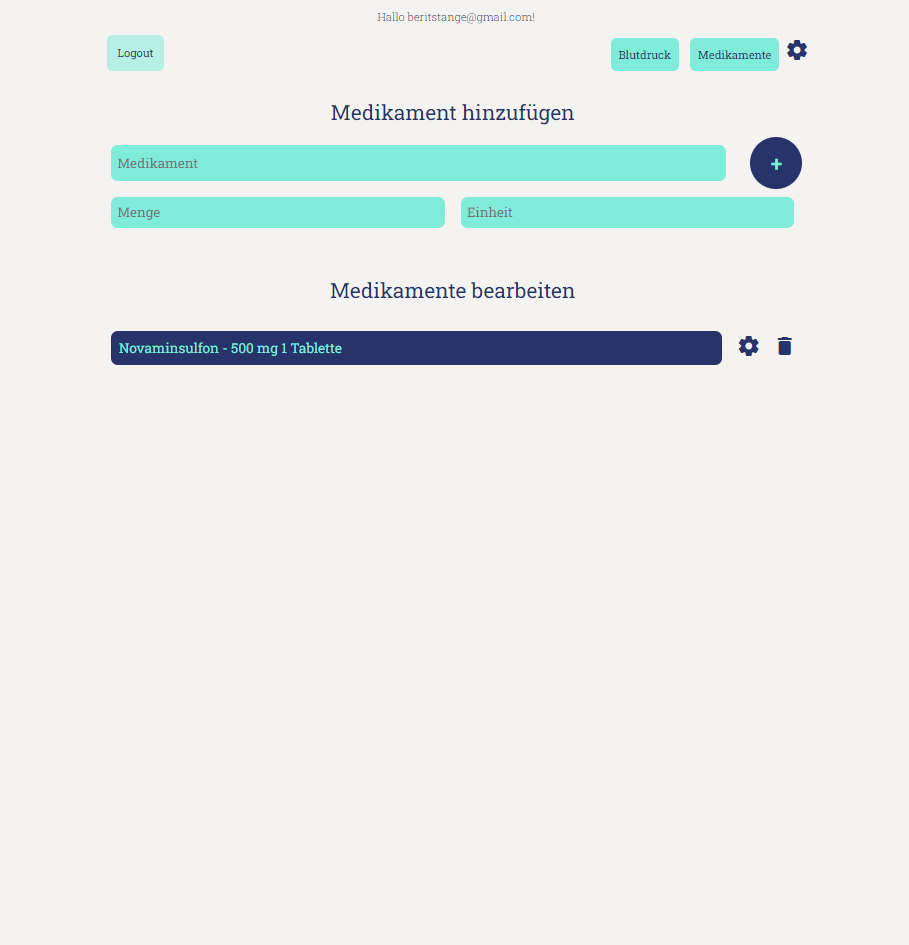 Hallo beritstange@gmail.com!
Logout
Blutdruck
Medikamente
Medikament hinzufügen
Medikament
+
Menge
Einheit
Medikamente bearbeiten
Novaminsulfon - 500 mg 1 Tablette